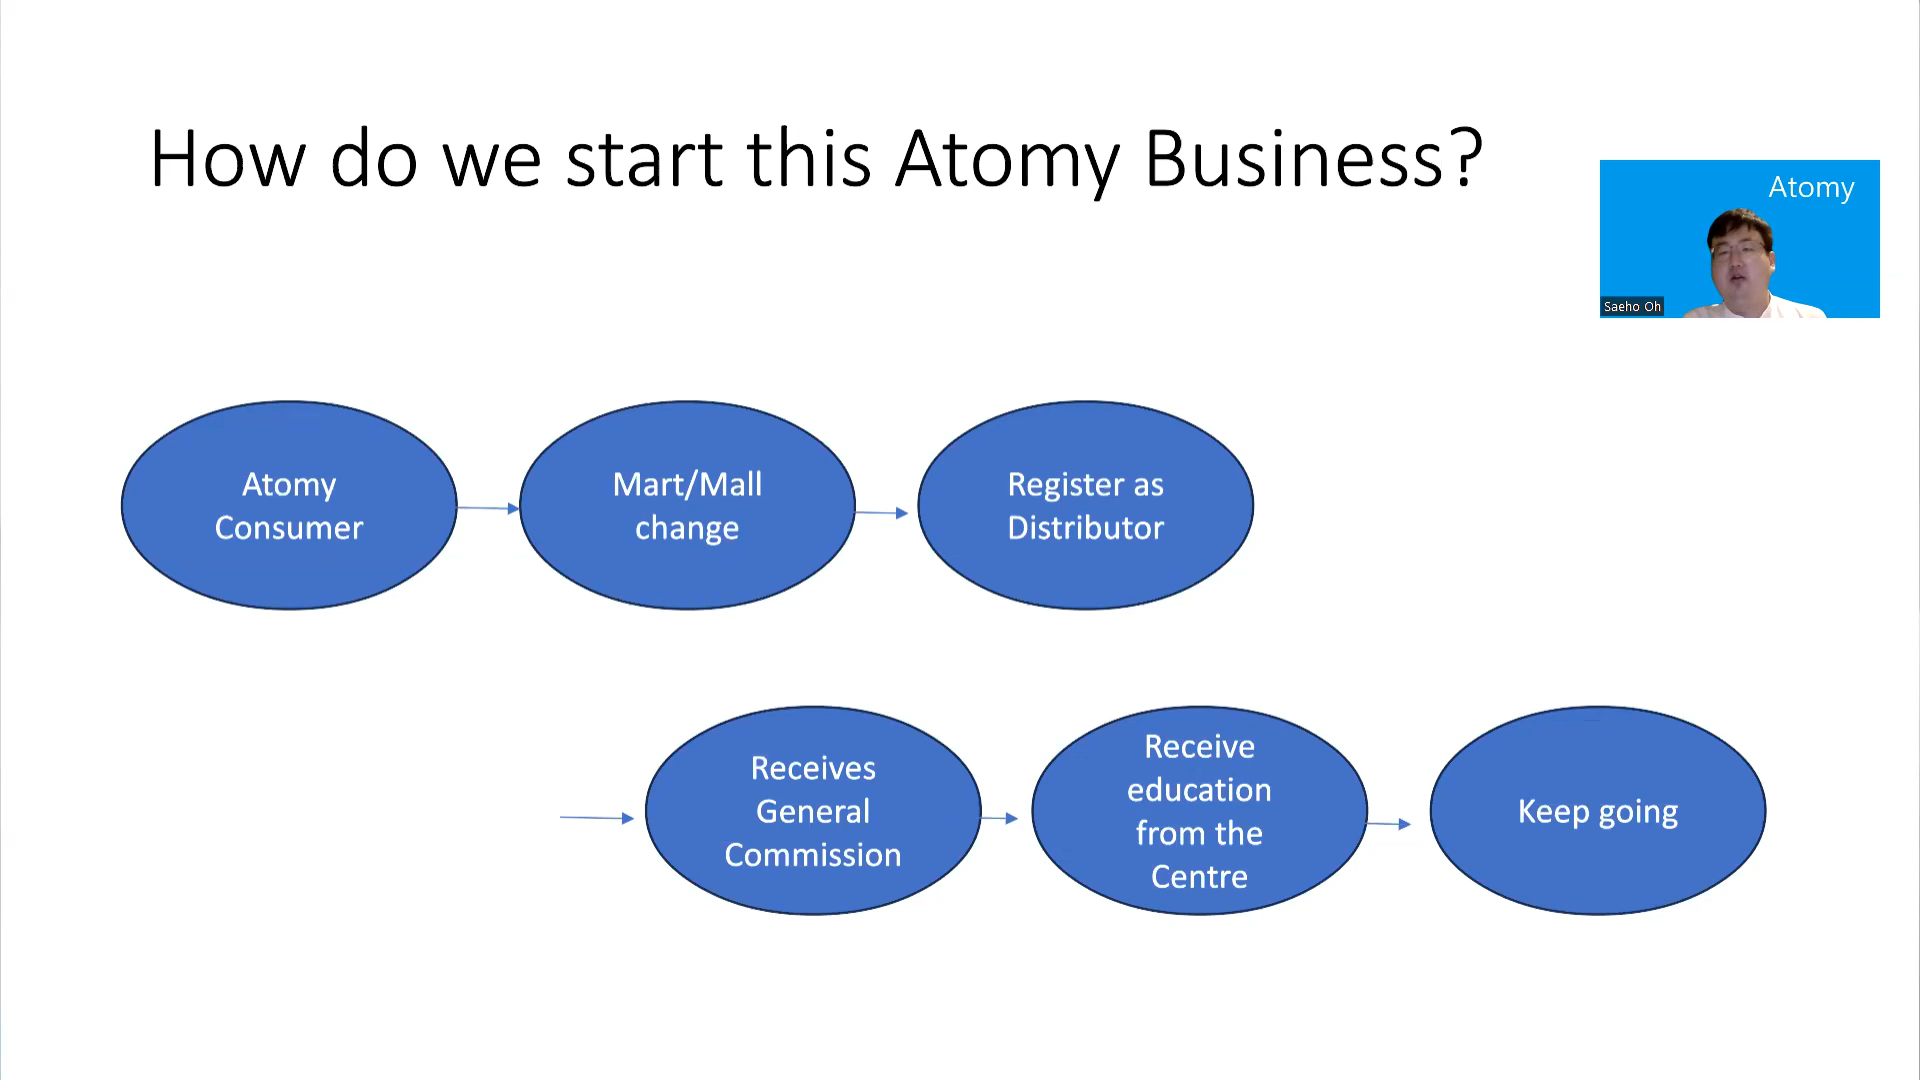 How do we start this Atomy Business?
Atomy
Saeho Oh
Atomy
Consumer
Mart/Mall
change
Register as
Distributor
Receives
General
Commission
Receive
education
from the
Centre
Keep going